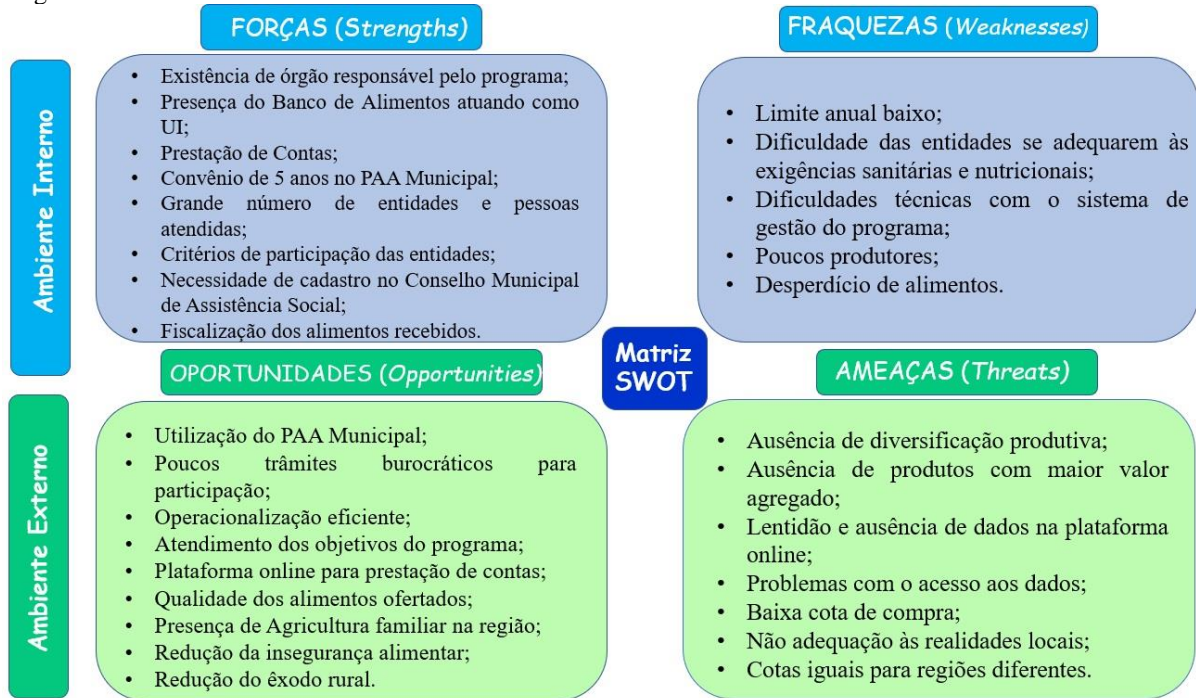 FORÇAS (Strengths)
Ambiente Interno
• Existência de órgão responsável pelo programa;
• Presença do Banco de Alimentos atuando como
UI;
• Prestação de Contas;
• Convênio de 5 anos no PAA Municipal;
• Grande número de entidades e pessoas
atendidas;
• Critérios de participação das entidades;
• Necessidade de cadastro no Conselho Municipal
de Assistência Social;
• Fiscalização dos alimentos recebidos.
FRAQUEZAS (Weaknesses)
• Limite anual baixo;
• Dificuldade das entidades se adequarem às
exigências sanitárias e nutricionais;
• Dificuldades técnicas com o sistema de
gestão do programa;
• Poucos produtores;
• Desperdício de alimentos.
Matriz
SWOT
OPORTUNIDADES (Opportunities)
Ambiente Externo
• Utilização do PAA Municipal;
• Poucos trâmites burocráticos para
participação;
• Operacionalização eficiente;
• Atendimento dos objetivos do programa;
• Plataforma online para prestação de contas;
• Qualidade dos alimentos ofertados;
• Presença de Agricultura familiar na região;
• Redução da insegurança alimentar;
• Redução do êxodo rural.
AMEAÇAS (Threats)
• Ausência de diversificação produtiva;
• Ausência de produtos com maior valor
agregado;
• Lentidão e ausência de dados na plataforma
online;
• Problemas com o acesso aos dados;
• Baixa cota de compra;
• Não adequação às realidades locais;
• Cotas iguais para regiões diferentes.